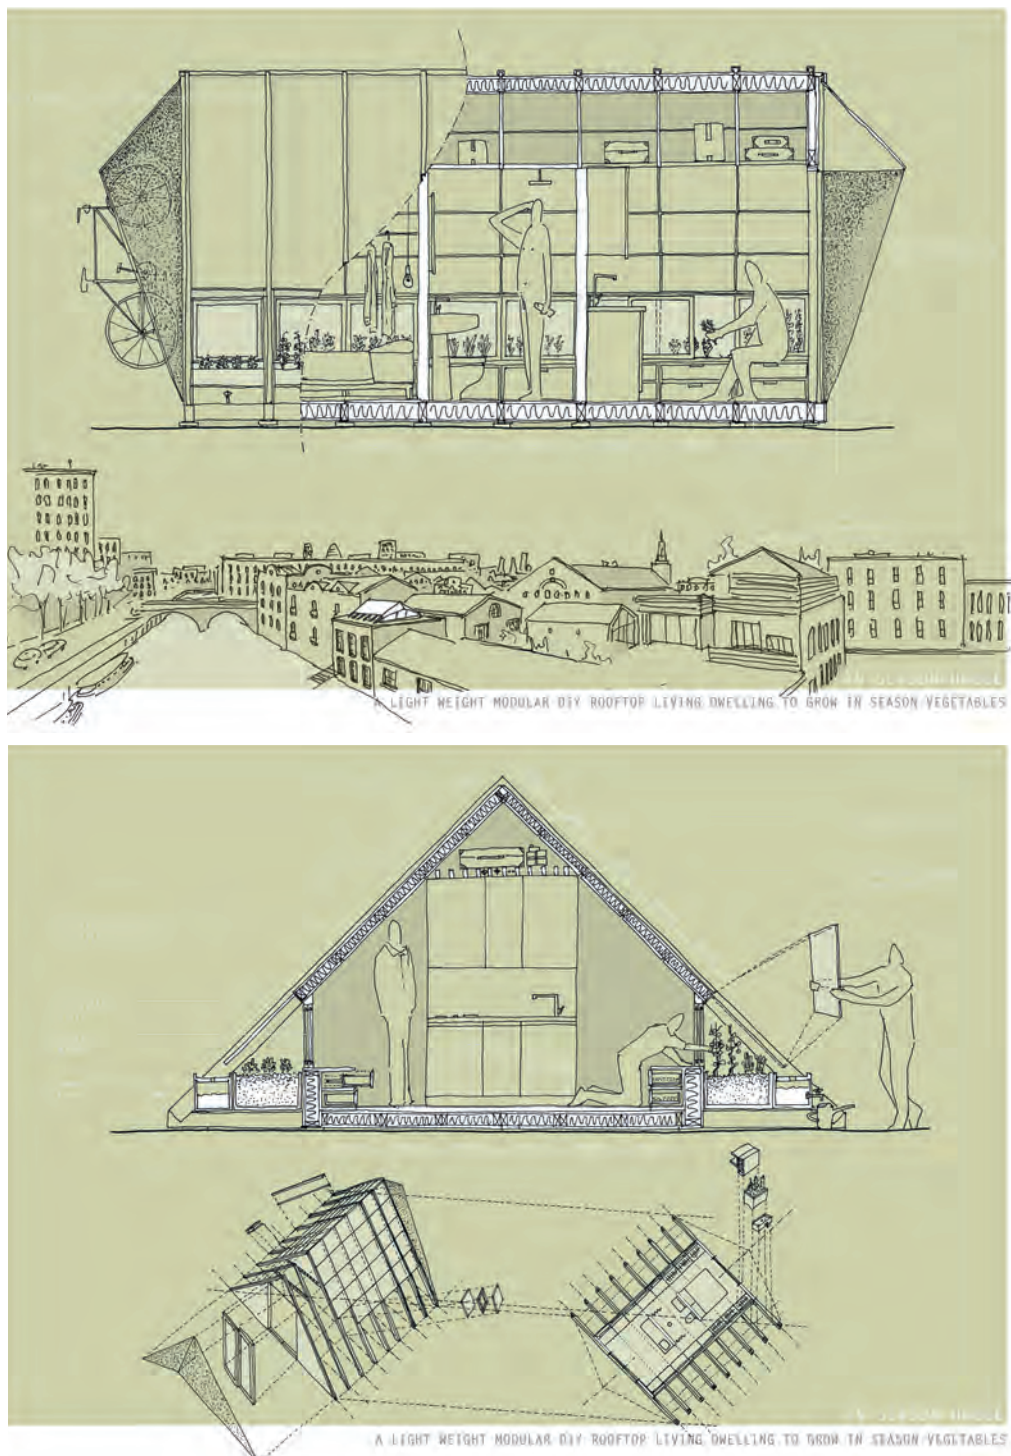 A LIGHT WEIGHT MODULAR DIY ROOFTOP LIVING DWELLING TO GROW IN SEASON VEGETABLES
A LIGHT WEIGHT MODULAR DIY ROOFTOP LIVING DWELLING TO GROW IN SEASON VEGETABLES